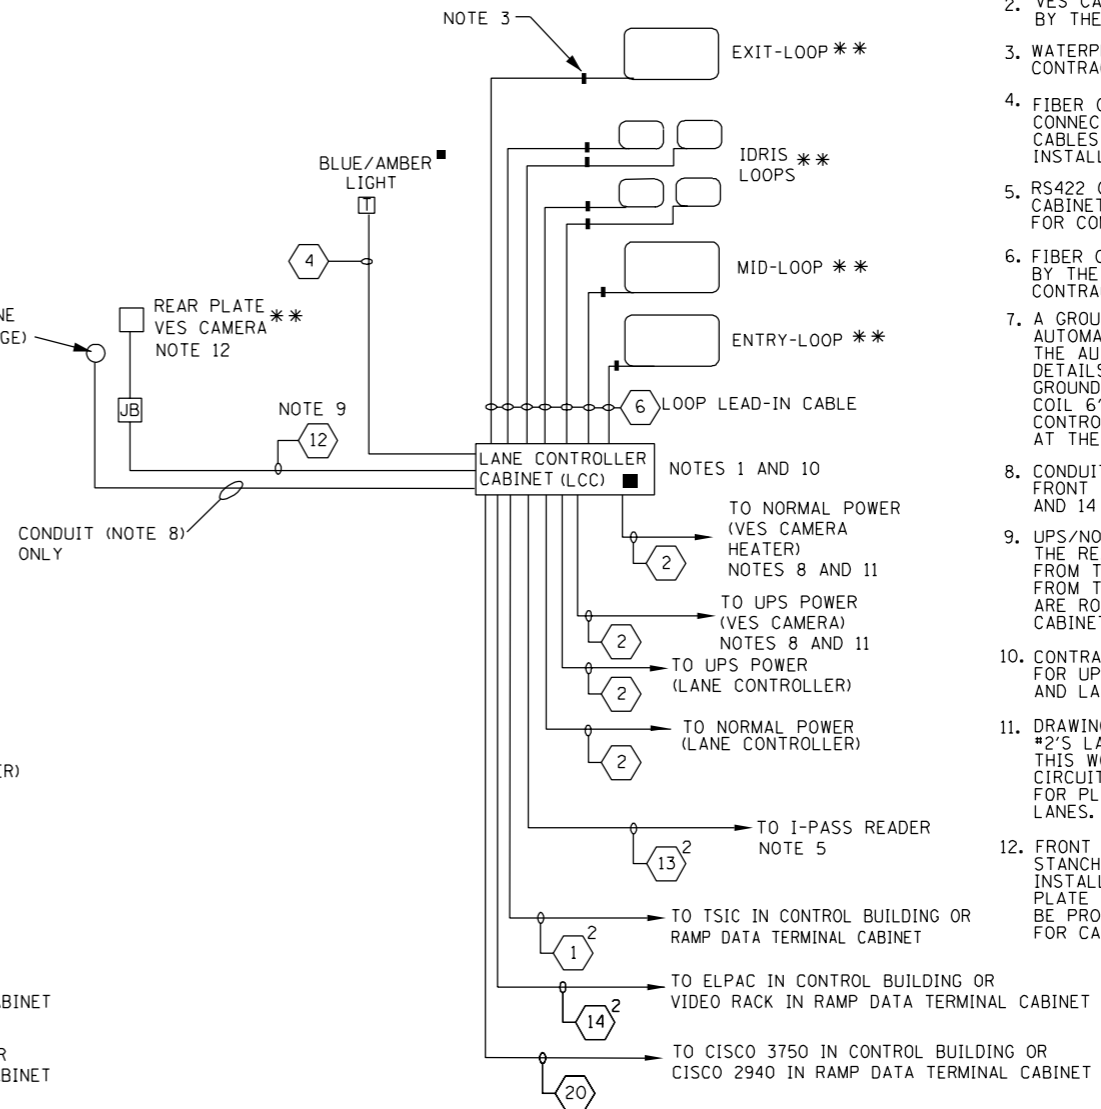 NOTE 3
EXIT-LOOP **
BLUE/AMBER ■
LIGHT
T
IDRIS **
LOOPS
4
MID-LOOP **
NE
GE)
REAR PLATE **
VES CAMERA
NOTE 12
ENTRY-LOOP **
JB
NOTE 9
12
6
LOOP LEAD-IN CABLE
LANE CONTROLLER
CABINET (LCC) ■
NOTES 1 AND 10
CONDUIT (NOTE 8)
ONLY
TO NORMAL POWER
(VES CAMERA
HEATER)
NOTES 8 AND 11
2
TO UPS POWER
(VES CAMERA)
NOTES 8 AND 11
2
TO UPS POWER
(LANE CONTROLLER)
2
TO NORMAL POWER
(LANE CONTROLLER)
2
ER)
TO I-PASS READER
NOTE 5
13 2
TO TSIC IN CONTROL BUILDING OR
RAMP DATA TERMINAL CABINET
1 2
TO ELPAC IN CONTROL BUILDING OR
VIDEO RACK IN RAMP DATA TERMINAL CABINET
14 2
ABINET
TO CISCO 3750 IN CONTROL BUILDING OR
CISCO 2940 IN RAMP DATA TERMINAL CABINET
20
R
ABINET
2. VES CA
BY THE
3. WATERP
CONTRA
4. FIBER O
CONNEC
CABLES
INSTALL
5. RS422 C
CABINET
FOR CO
6. FIBER O
BY THE
CONTRA
7. A GROU
AUTOMA
THE AU
DETAILS
GROUND
COIL 6'
CONTRO
AT THE
8. CONDUIT
FRONT
AND 14
9. UPS/NO
THE RE
FROM T
FROM T
ARE RO
CABINE
10. CONTRA
FOR UP
AND LA
11. DRAWING
#2'S LA
THIS WO
CIRCUIT
FOR PL
LANES.
12. FRONT
STANCH
INSTALL
PLATE
BE PRO
FOR CA